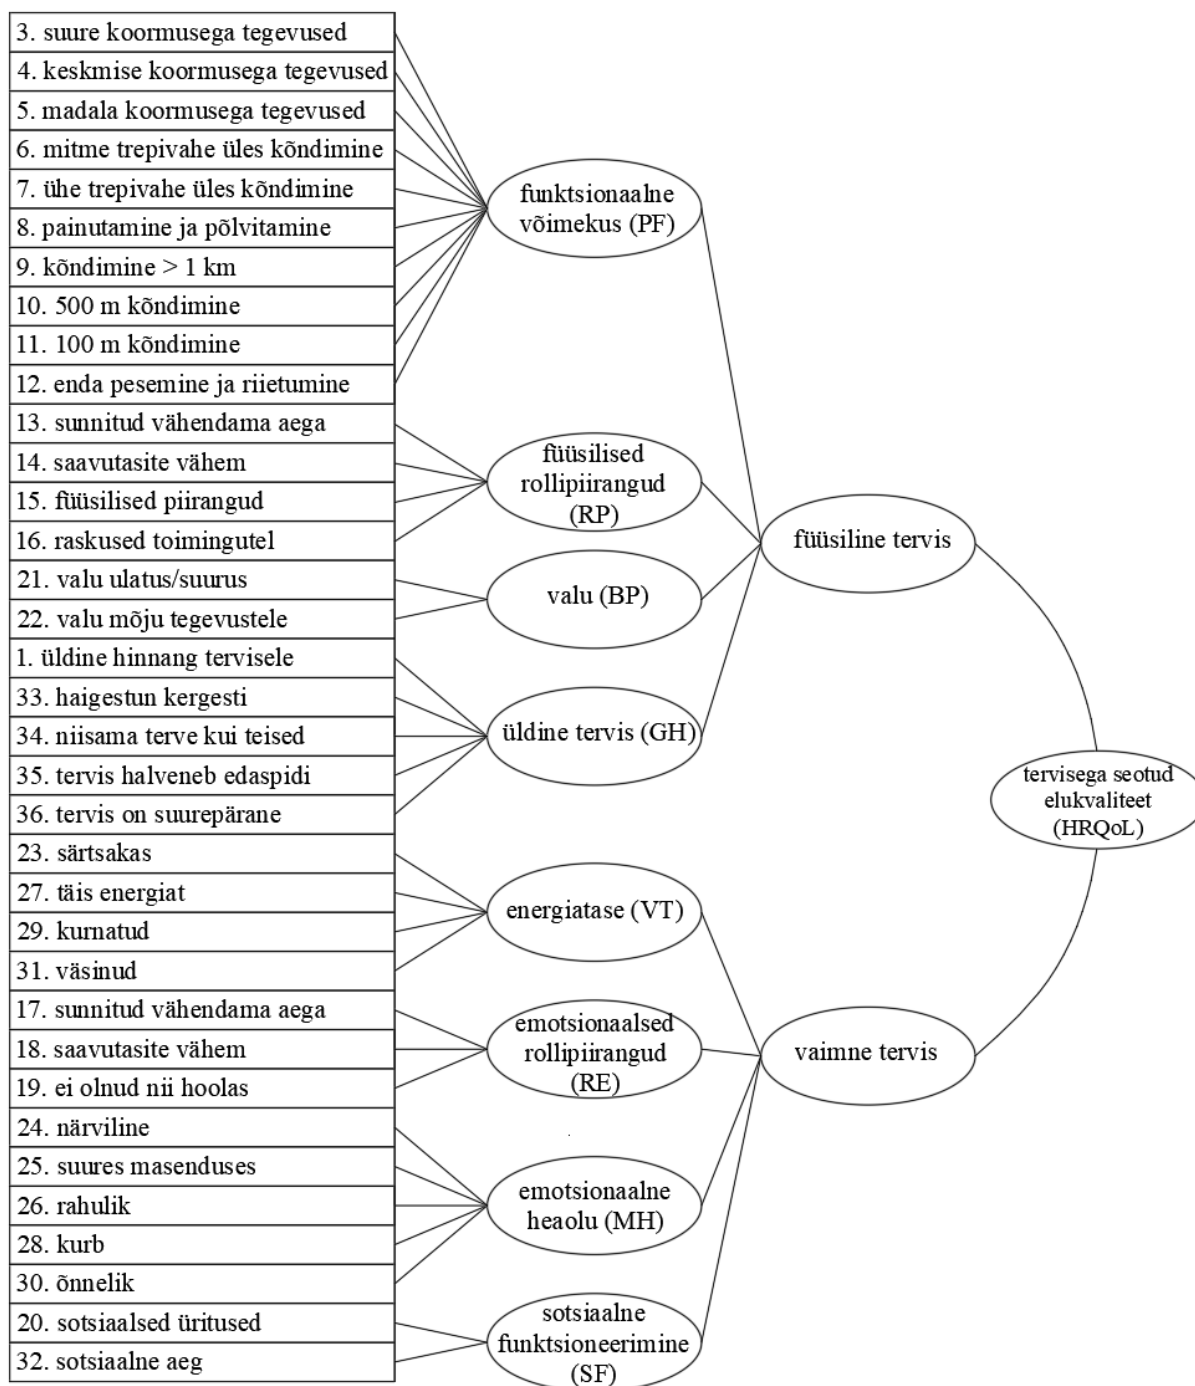 3. suure koormusega tegevused
4. keskmise koormusega tegevused
5. madala koormusega tegevused
6. mitme trepivahe üles kõndimine
7. ühe trepivahe üles kõndimine
8. painutamine ja põlvitamine
9. kõndimine > 1 km
10. 500 m kõndimine
11. 100 m kõndimine
12. enda pesemine ja riietumine
13. sunnitud vähendama aega
14. saavutasite vähem
15. füüsilised piirangud
16. raskused toimingutel
21. valu ulatus/suurus
22. valu mõju tegevustele
1. üldine hinnang tervisele
33. haigestun kergesti
34. niisama terve kui teised
35. tervis halveneb edaspidi
36. tervis on suurepärane
23. särtsakas
27. täis energiat
29. kurnatud
31. väsinud
17. sunnitud vähendama aega
18. saavutasite vähem
19. ei olnud nii hoolas
24. närviline
25. suures masenduses
26. rahulik
28. kurb
30. õnnelik
20. sotsiaalsed üritused
32. sotsiaalne aeg
funktsionaalne
võimekus (PF)
füüsilised
rollipiirangud
(RP)
valu (BP)
üldine tervis (GH)
energiatase (VT)
emotsionaalsed
rollipiirangud
(RE)
emotsionaalne
heaolu (MH)
sotsiaalne
funktsioneerimine
(SF)
füüsiline tervis
vaimne tervis
tervisega seotud
elukvaliteet
(HRQoL)